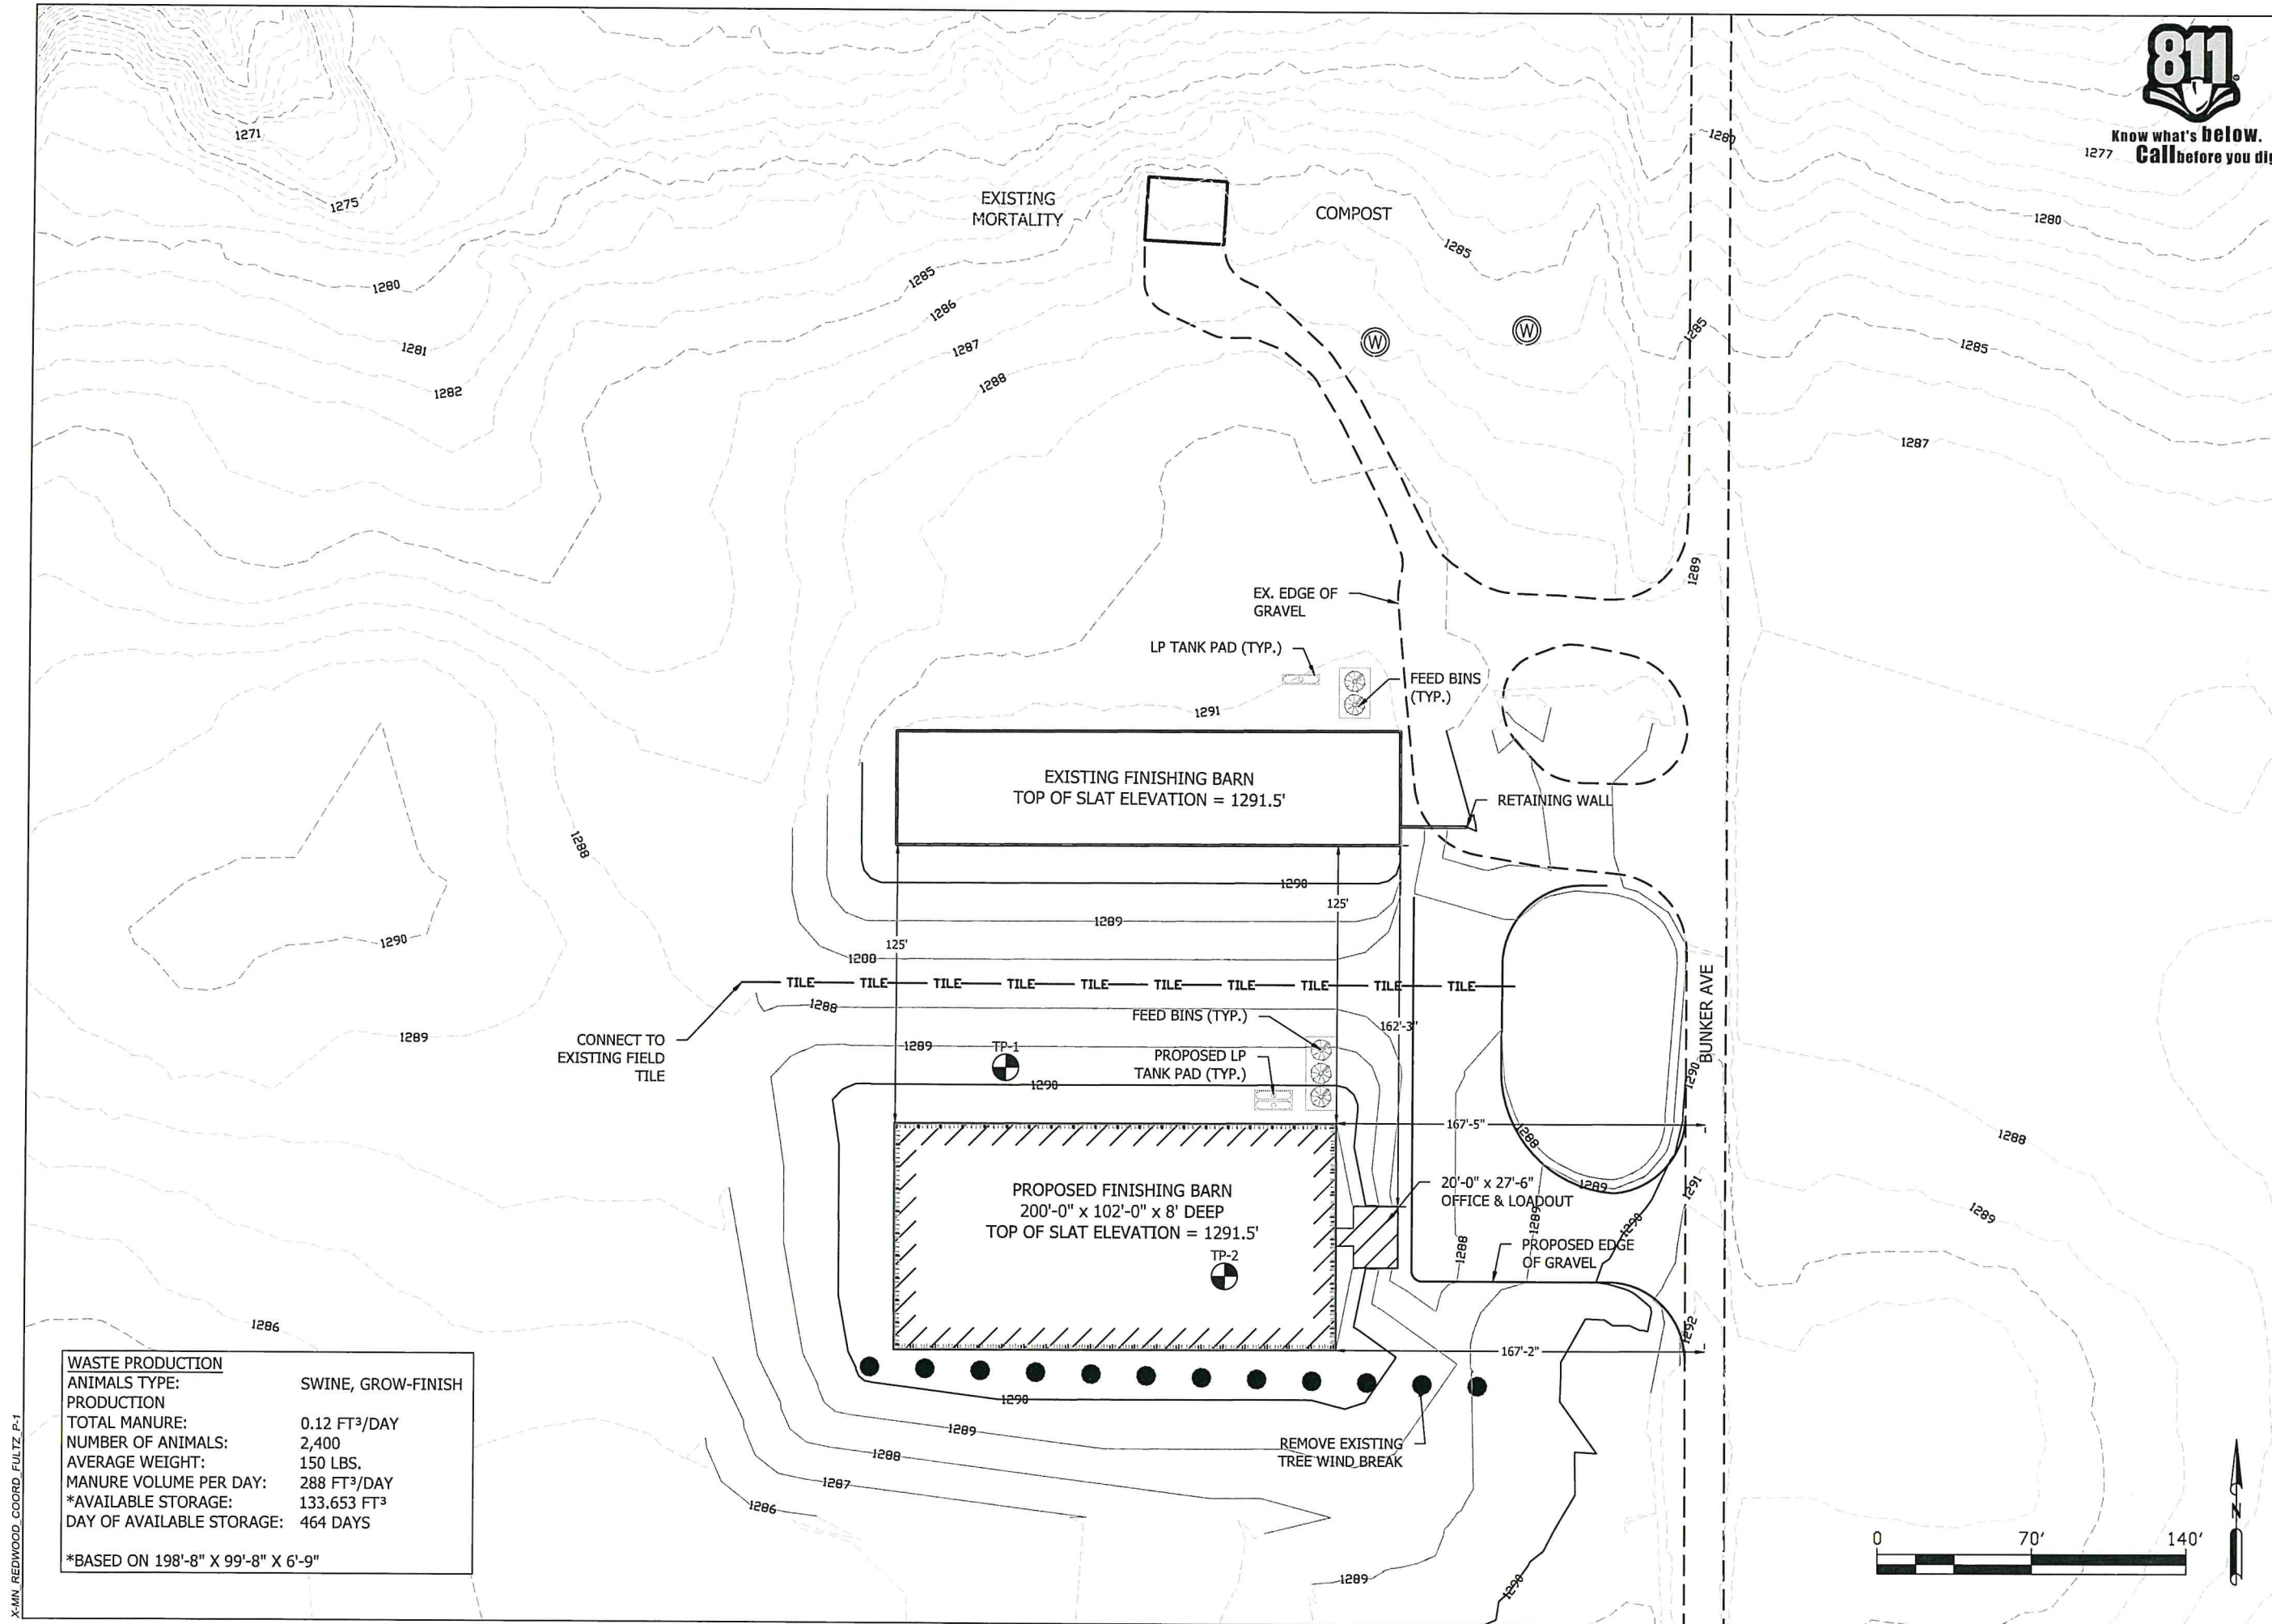 811
Know what's below.
Call before you dig
1277
1271
1275
1280
1281
1282
EXISTING
MORTALITY
COMPOST
1285
1286
1287
1288
1285
W
W
1280
1285
1280
1285
1287
1289
EX. EDGE OF
GRAVEL
LP TANK PAD (TYP.)
FEED BINS
(TYP.)
1291
EXISTING FINISHING BARN
TOP OF SLAT ELEVATION = 1291.5'
RETAINING WALL
1288
1290
1290
125'
1289
125'
1288
TILE TILE TILE TILE TILE TILE TILE TILE TILE TILE
1288
BUNKER AVE
CONNECT TO
EXISTING FIELD
TILE
1289
1289
TP-1
FEED BINS (TYP.)
162'-3"
PROPOSED LP
TANK PAD (TYP.)
1290
1290
167'-5"
1288
1288
PROPOSED FINISHING BARN
200'-0" x 102'-0" x 8' DEEP
TOP OF SLAT ELEVATION = 1291.5'
TP-2
20'-0" x 27'-6"
OFFICE & LOADOUT
1289
1291
1289
1289
1290
1288
PROPOSED EDGE
OF GRAVEL
1292
167'-2"
1286
1290
1289
1288
1287
1286
REMOVE EXISTING
TREE WIND BREAK
1289
1290
WASTE PRODUCTION
ANIMALS TYPE: SWINE, GROW-FINISH
PRODUCTION
TOTAL MANURE: 0.12 FT³/DAY
NUMBER OF ANIMALS: 2,400
AVERAGE WEIGHT: 150 LBS.
MANURE VOLUME PER DAY: 288 FT³/DAY
*AVAILABLE STORAGE: 133.653 FT³
DAY OF AVAILABLE STORAGE: 464 DAYS
*BASED ON 198'-8" X 99'-8" X 6'-9"
0 70' 140'
N
X-MN_REDWOOD_COORD_FULTZ_P-1